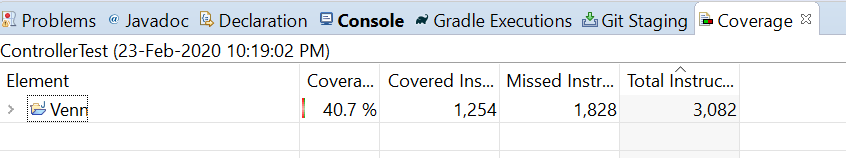 Problems @ Javadoc Declaration Console Gradle Executions Git Staging Coverage
ControllerTest (23-Feb-2020 10:19:02 PM)
Element Covera... Covered Ins... Missed Instr... Total Instruc...
Venn 40.7 % 1,254 1,828 3,082